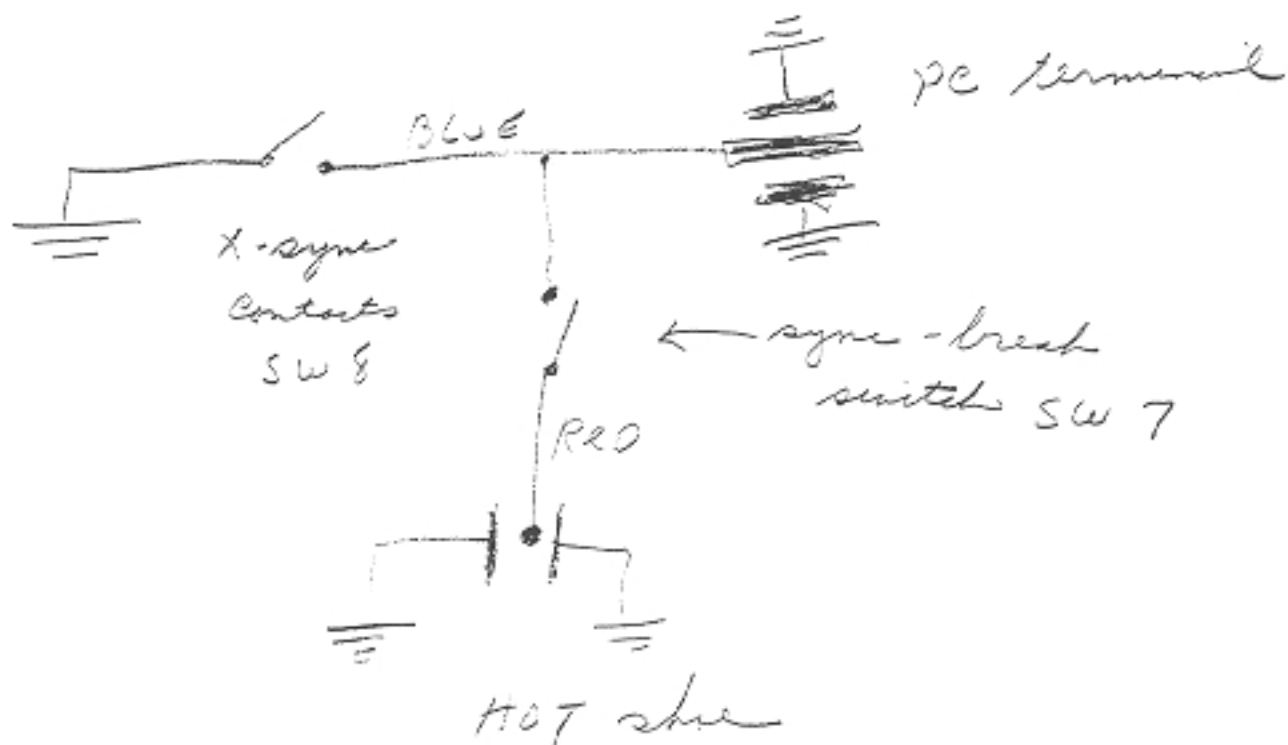 PC terminal
BLUE
X-sync
Contacts
SW 8
sync-break
switch SW 7
RED
HOT shoe